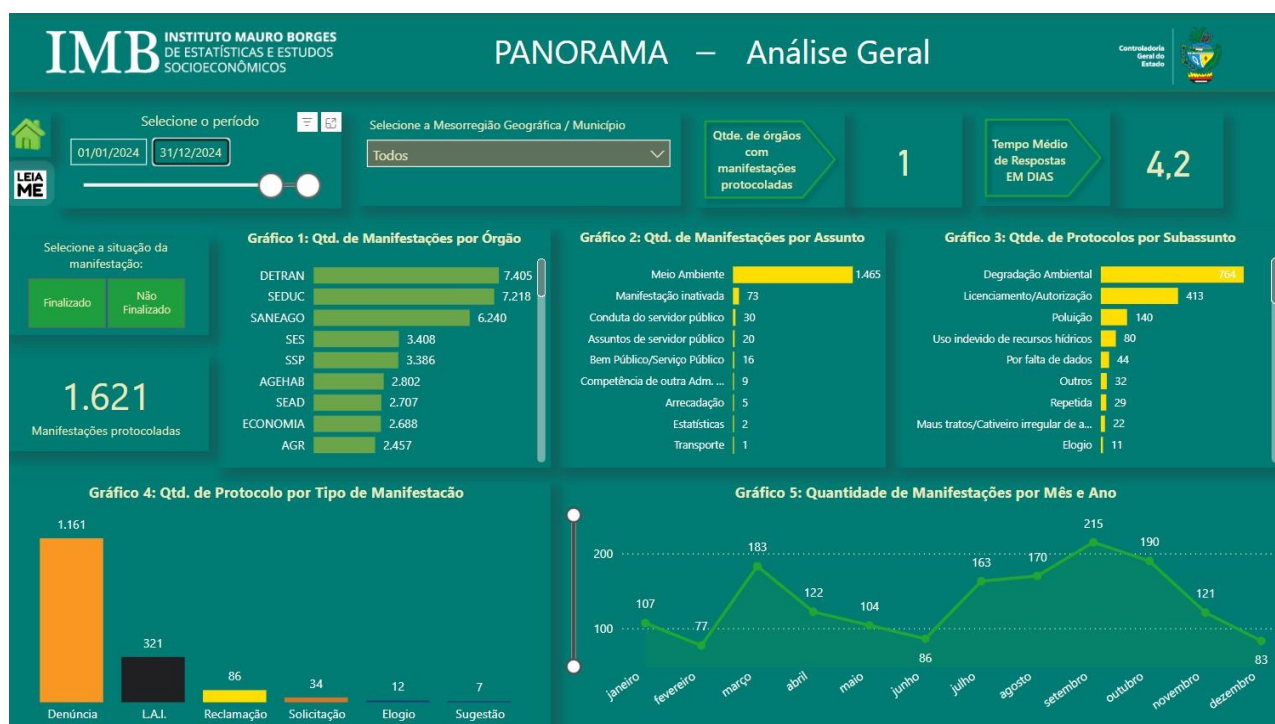 IMB
INSTITUTO MAURO BORGES
DE ESTATÍSTICAS E ESTUDOS
SOCIOECONÔMICOS
PANORAMA – Análise Geral
Controladoria
Geral do
Estado
LEIA
ME
Selecione o período
01/01/2024
31/12/2024
Selecione a Mesorregião Geográfica / Município
Todos
Qtde. de órgãos
com
manifestações
protocoladas
1
Tempo Médio
de Respostas
EM DIAS
4,2
Selecione a situação da
manifestação:
Finalizado
Não
Finalizado
1.621
Manifestações protocoladas
Gráfico 1: Qtd. de Manifestações por Órgão
DETRAN 7.405
SEDUC 7.218
SANEAGO 6.240
SES 3.408
SSP 3.386
AGEHAB 2.802
SEAD 2.707
ECONOMIA 2.688
AGR 2.457
Gráfico 2: Qtd. de Manifestações por Assunto
Meio Ambiente 1.465
Manifestação inativada 73
Conduta do servidor público 30
Assuntos de servidor público 20
Bem Público/Serviço Público 16
Competência de outra Adm. ... 9
Arrecadação 5
Estatísticas 2
Transporte 1
Gráfico 3: Qtde. de Protocolos por Subassunto
Degradação Ambiental 764
Licenciamento/Autorização 413
Poluição 140
Uso indevido de recursos hídricos 80
Por falta de dados 44
Outros 32
Repetida 29
Maus tratos/Cativeiro irregular de a... 22
Elogio 11
Gráfico 4: Qtd. de Protocolo por Tipo de Manifestacão
1.161
321
86
34
12
7
Denúncia L.A.I. Reclamação Solicitação Elogio Sugestão
Gráfico 5: Quantidade de Manifestações por Mês e Ano
200
100
107
77
183
122
104
86
163
170
215
190
121
83
janeiro fevereiro março abril maio junho julho agosto setembro outubro novembro dezembro